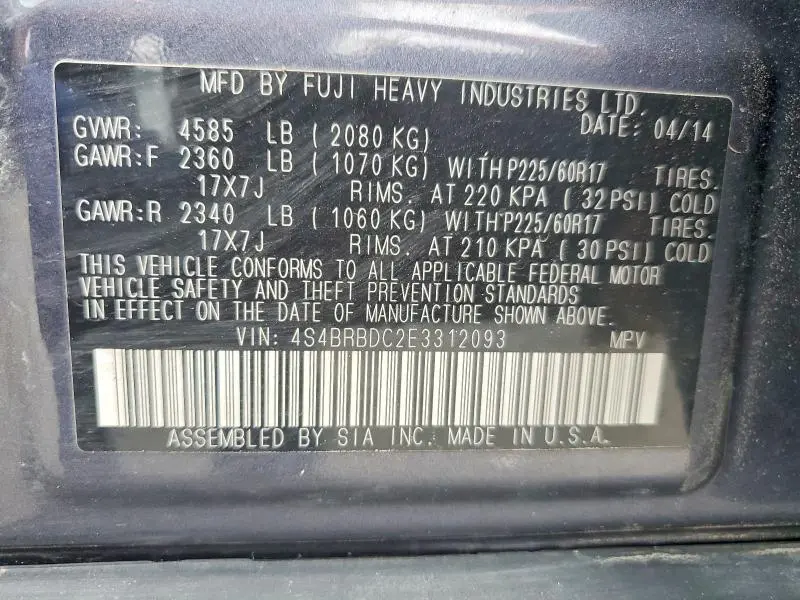 MFD BY FUJI HEAVY INDUSTRIES LTD.
DATE: 04/14
GVWR: 4585 LB ( 2080 KG)
GAWR:F 2360 LB ( 1070 KG) WITH P225/60R17 TIRES.
17X7J RIMS. AT 220 KPA ( 32 PSI) COLD
GAWR:R 2340 LB ( 1060 KG) WITH P225/60R17 TIRES.
17X7J RIMS. AT 210 KPA ( 30 PSI) COLD
THIS VEHICLE CONFORMS TO ALL APPLICABLE FEDERAL MOTOR
VEHICLE SAFETY AND THEFT PREVENTION STANDARDS
IN EFFECT ON THE DATE OF MANUFACTURE SHOWN ABOVE.
VIN: 4S4BRBDC2E3312093 MPV
ASSEMBLED BY SIA INC. MADE IN U.S.A.